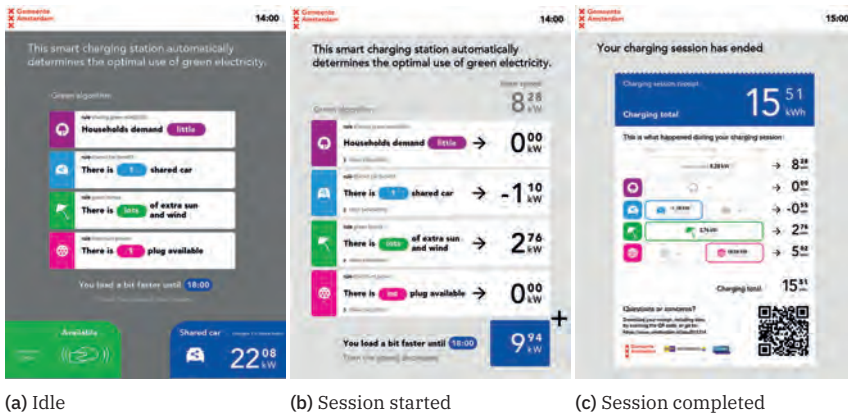 Gemeente
Amsterdam
14:00
This smart charging station automatically
determines the optimal use of green electricity.
Green algorithm
Households demand little
There is 1 shared car
There is lots of extra sun
and wind
There is 1 plug available
You load a bit faster until 18:00
Available
Shared car
22 08
kW
(a) Idle
Gemeente
Amsterdam
14:00
This smart charging station automatically
determines the optimal use of green electricity.
Green algorithm
8 28
kW
Households demand little → 0 00
kW
There is 1 shared car → -1 10
kW
There is lots of extra sun
and wind → 2 76
kW
There is plug available → 0 00
kW
+
You load a bit faster until 18:00
9 94
kW
(b) Session started
Gemeente
Amsterdam
15:00
Your charging session has ended
Charging session receipt
Charging total
15 51
kWh
This is what happened during your charging session:
→ 8 28
→ 0 00
→ -0 55
→ 2 76
→ 5 02
Charging total 15 51
Questions or concerns?
Gemeente
Amsterdam
(c) Session completed